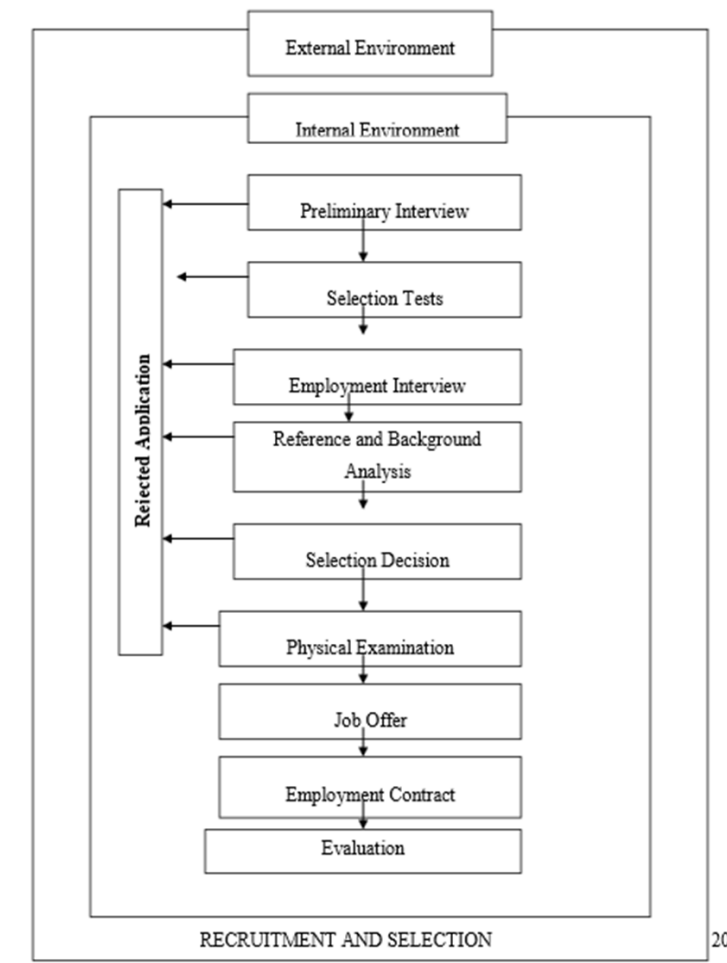 External Environment
Internal Environment
Preliminary Interview
Selection Tests
Employment Interview
Reference and Background
Analysis
Rejected Application
Selection Decision
Physical Examination
Job Offer
Employment Contract
Evaluation
RECRUITMENT AND SELECTION
20